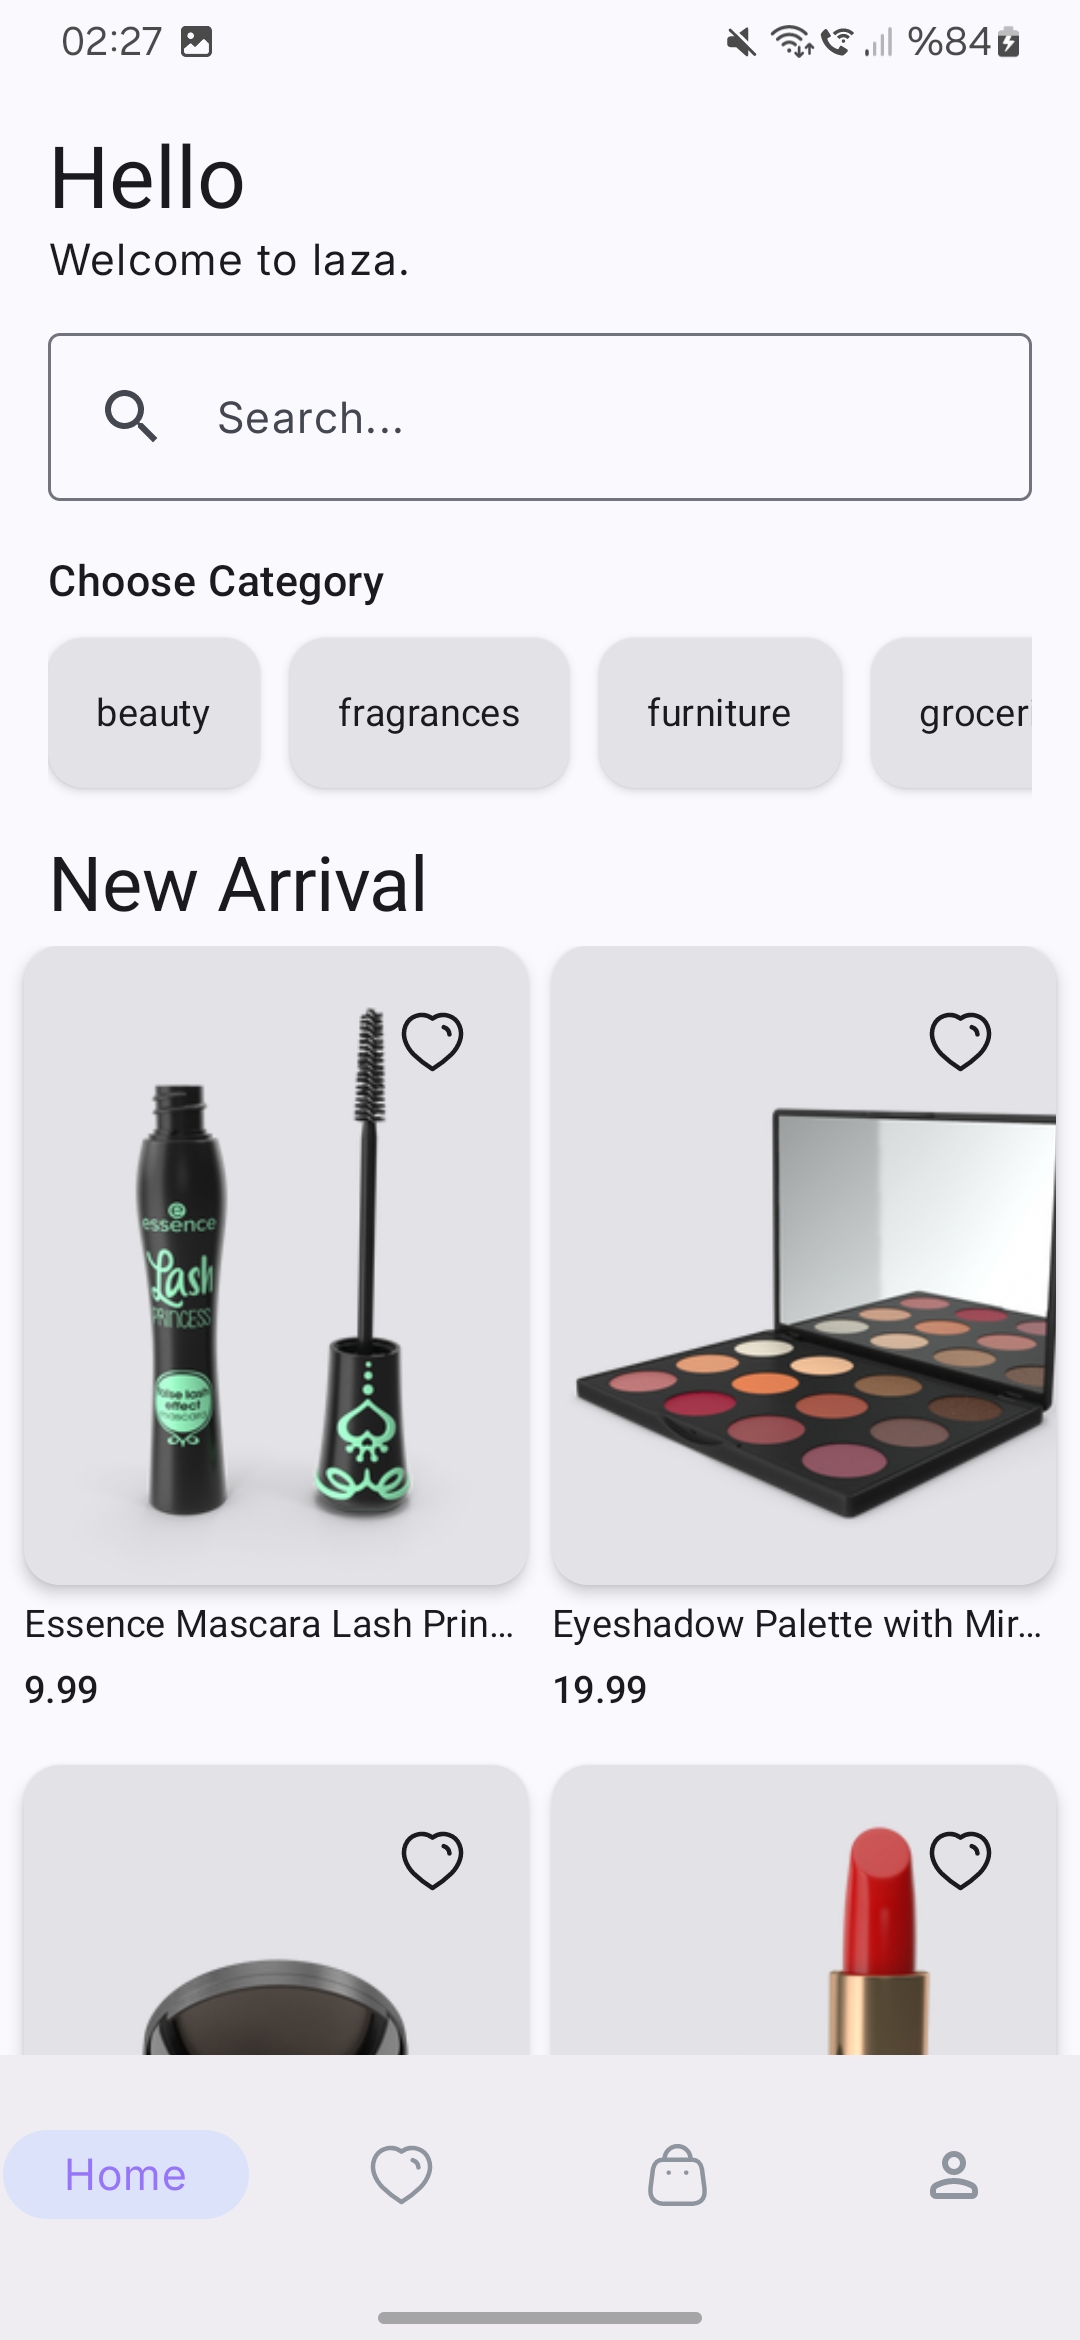 02:27 %84
Hello
Welcome to laza.
Search...
Choose Category
beauty fragrances furniture groceri
New Arrival
essence
Lash
PRINCESS
false lash
effect
mascara
Essence Mascara Lash Prin...
Eyeshadow Palette with Mir...
9.99
19.99
Home